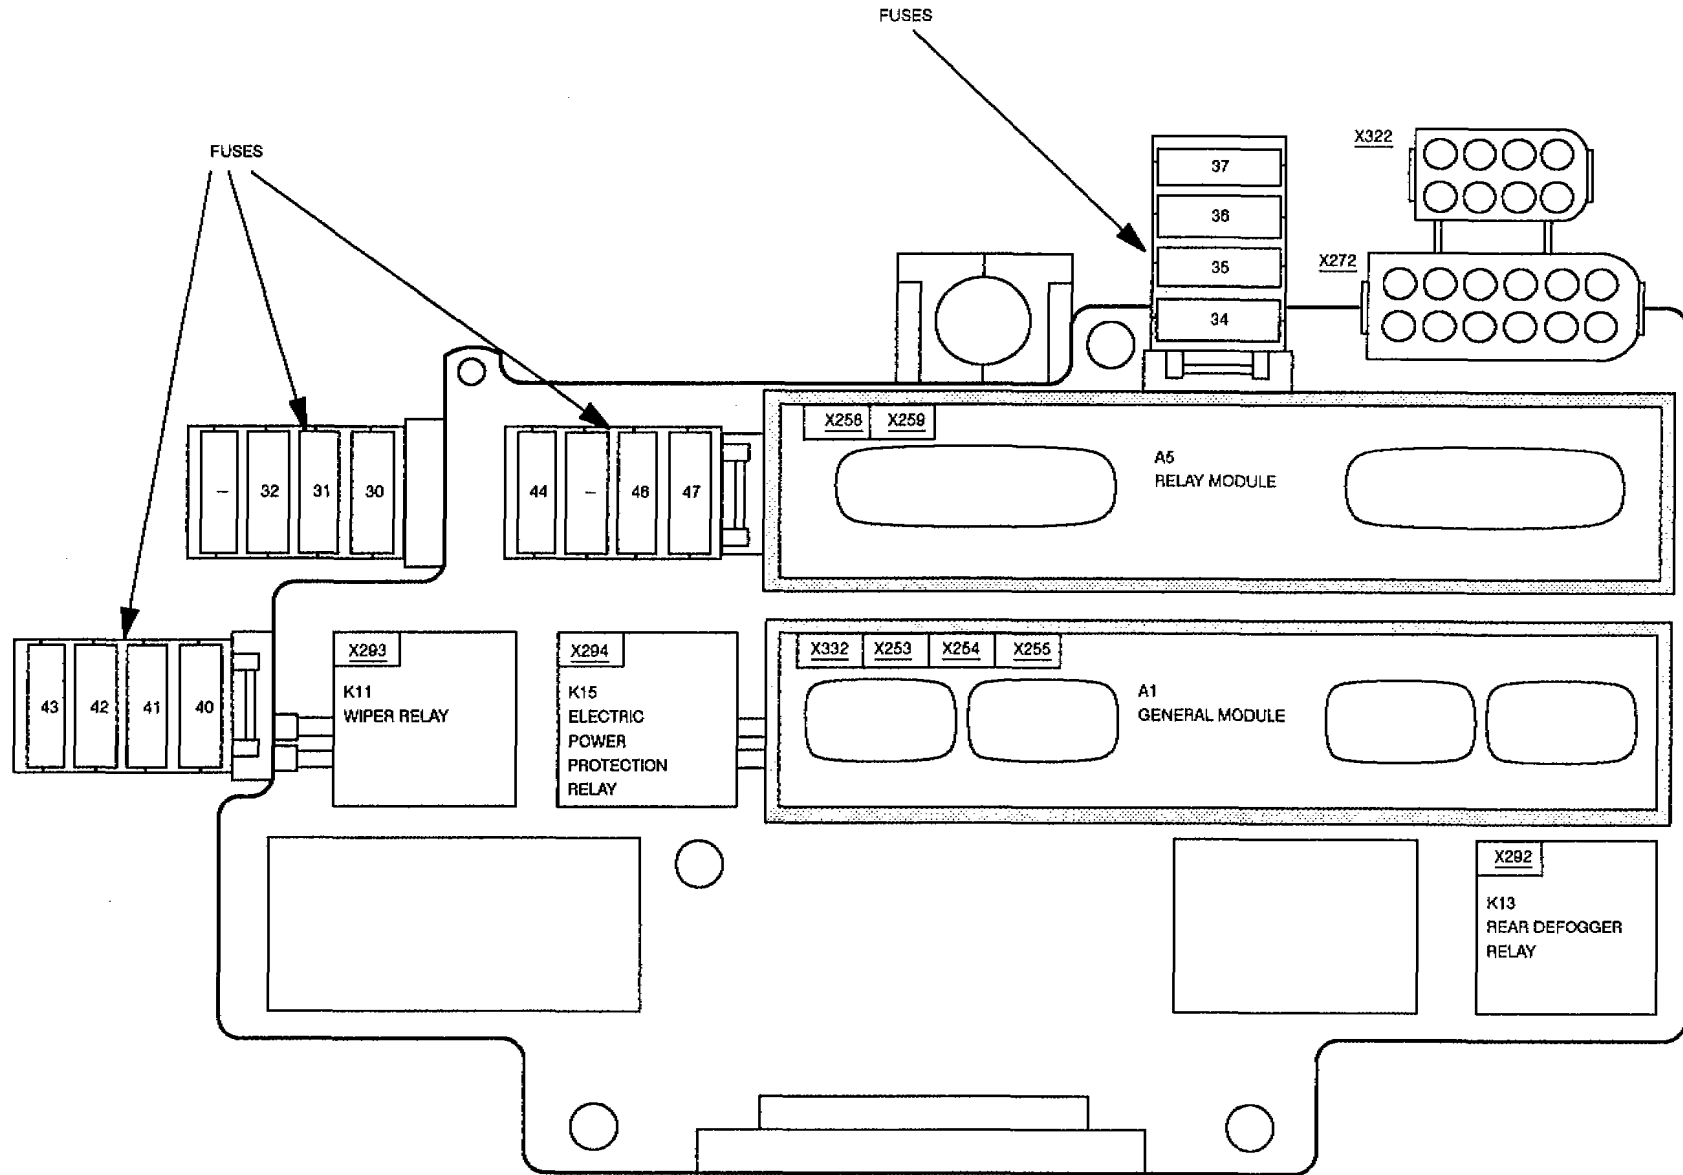 FUSES
FUSES
X322
37
36
X272
35
34
X258 X259
A5
RELAY MODULE
– 32 31 30
44 – 46 47
X293
K11
WIPER RELAY
X294
K15
ELECTRIC
POWER
PROTECTION
RELAY
X332 X253 X254 X255
A1
GENERAL MODULE
43 42 41 40
X292
K13
REAR DEFOGGER
RELAY